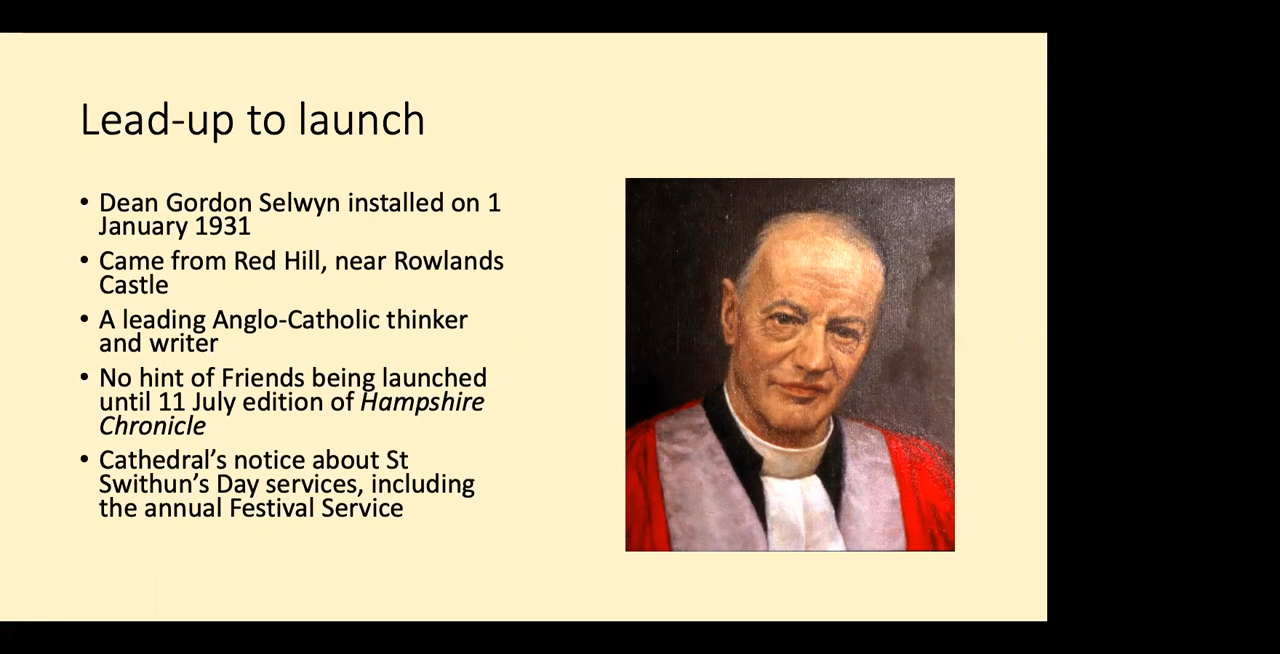 Lead-up to launch
• Dean Gordon Selwyn installed on 1
January 1931
• Came from Red Hill, near Rowlands
Castle
• A leading Anglo-Catholic thinker
and writer
• No hint of Friends being launched
until 11 July edition of Hampshire
Chronicle
• Cathedral’s notice about St
Swithun’s Day services, including
the annual Festival Service